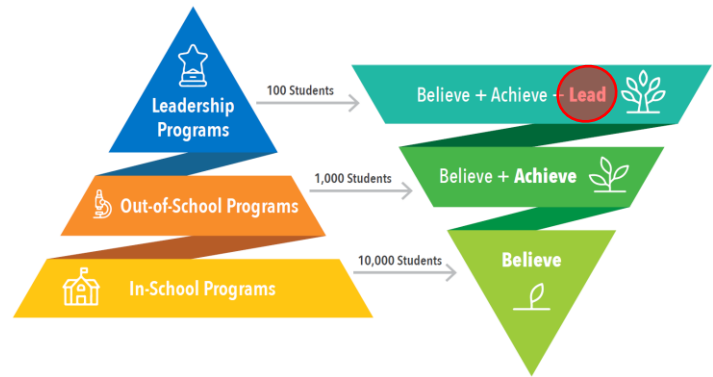 Leadership
Programs
100 Students
Believe + Achieve + Lead
Out-of-School Programs
1,000 Students
Believe + Achieve
In-School Programs
10,000 Students
Believe